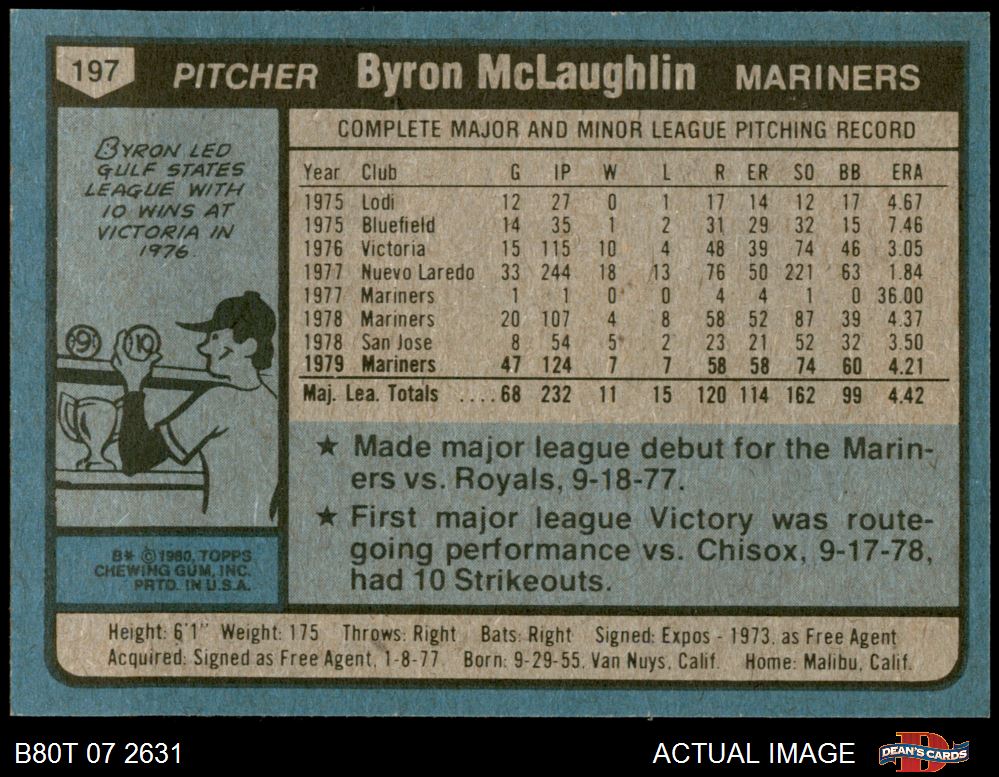 197 PITCHER Byron McLaughlin MARINERS
BYRON LED
GULF STATES
LEAGUE WITH
10 WINS AT
VICTORIA IN
1976.
9 10
B* © 1980, TOPPS
CHEWING GUM, INC.
PRTD. IN U.S.A.
COMPLETE MAJOR AND MINOR LEAGUE PITCHING RECORD
Year Club G IP W L R ER SO BB ERA
1975 Lodi 12 27 0 1 17 14 12 17 4.67
1975 Bluefield 14 35 1 2 31 29 32 15 7.46
1976 Victoria 15 115 10 4 48 39 74 46 3.05
1977 Nuevo Laredo 33 244 18 13 76 50 221 63 1.84
1977 Mariners 1 1 0 0 4 4 1 0 36.00
1978 Mariners 20 107 4 8 58 52 87 39 4.37
1978 San Jose 8 54 5 2 23 21 52 32 3.50
1979 Mariners 47 124 7 7 58 58 74 60 4.21
Maj. Lea. Totals ....68 232 11 15 120 114 162 99 4.42
★ Made major league debut for the Marin-
ers vs. Royals, 9-18-77.
★ First major league Victory was route-
going performance vs. Chisox, 9-17-78,
had 10 Strikeouts.
Height: 6'1" Weight: 175 Throws: Right Bats: Right Signed: Expos - 1973. as Free Agent
Acquired: Signed as Free Agent, 1-8-77 Born: 9-29-55. Van Nuys, Calif. Home: Malibu, Calif.
B80T 07 2631 ACTUAL IMAGE DEAN'S CARDS